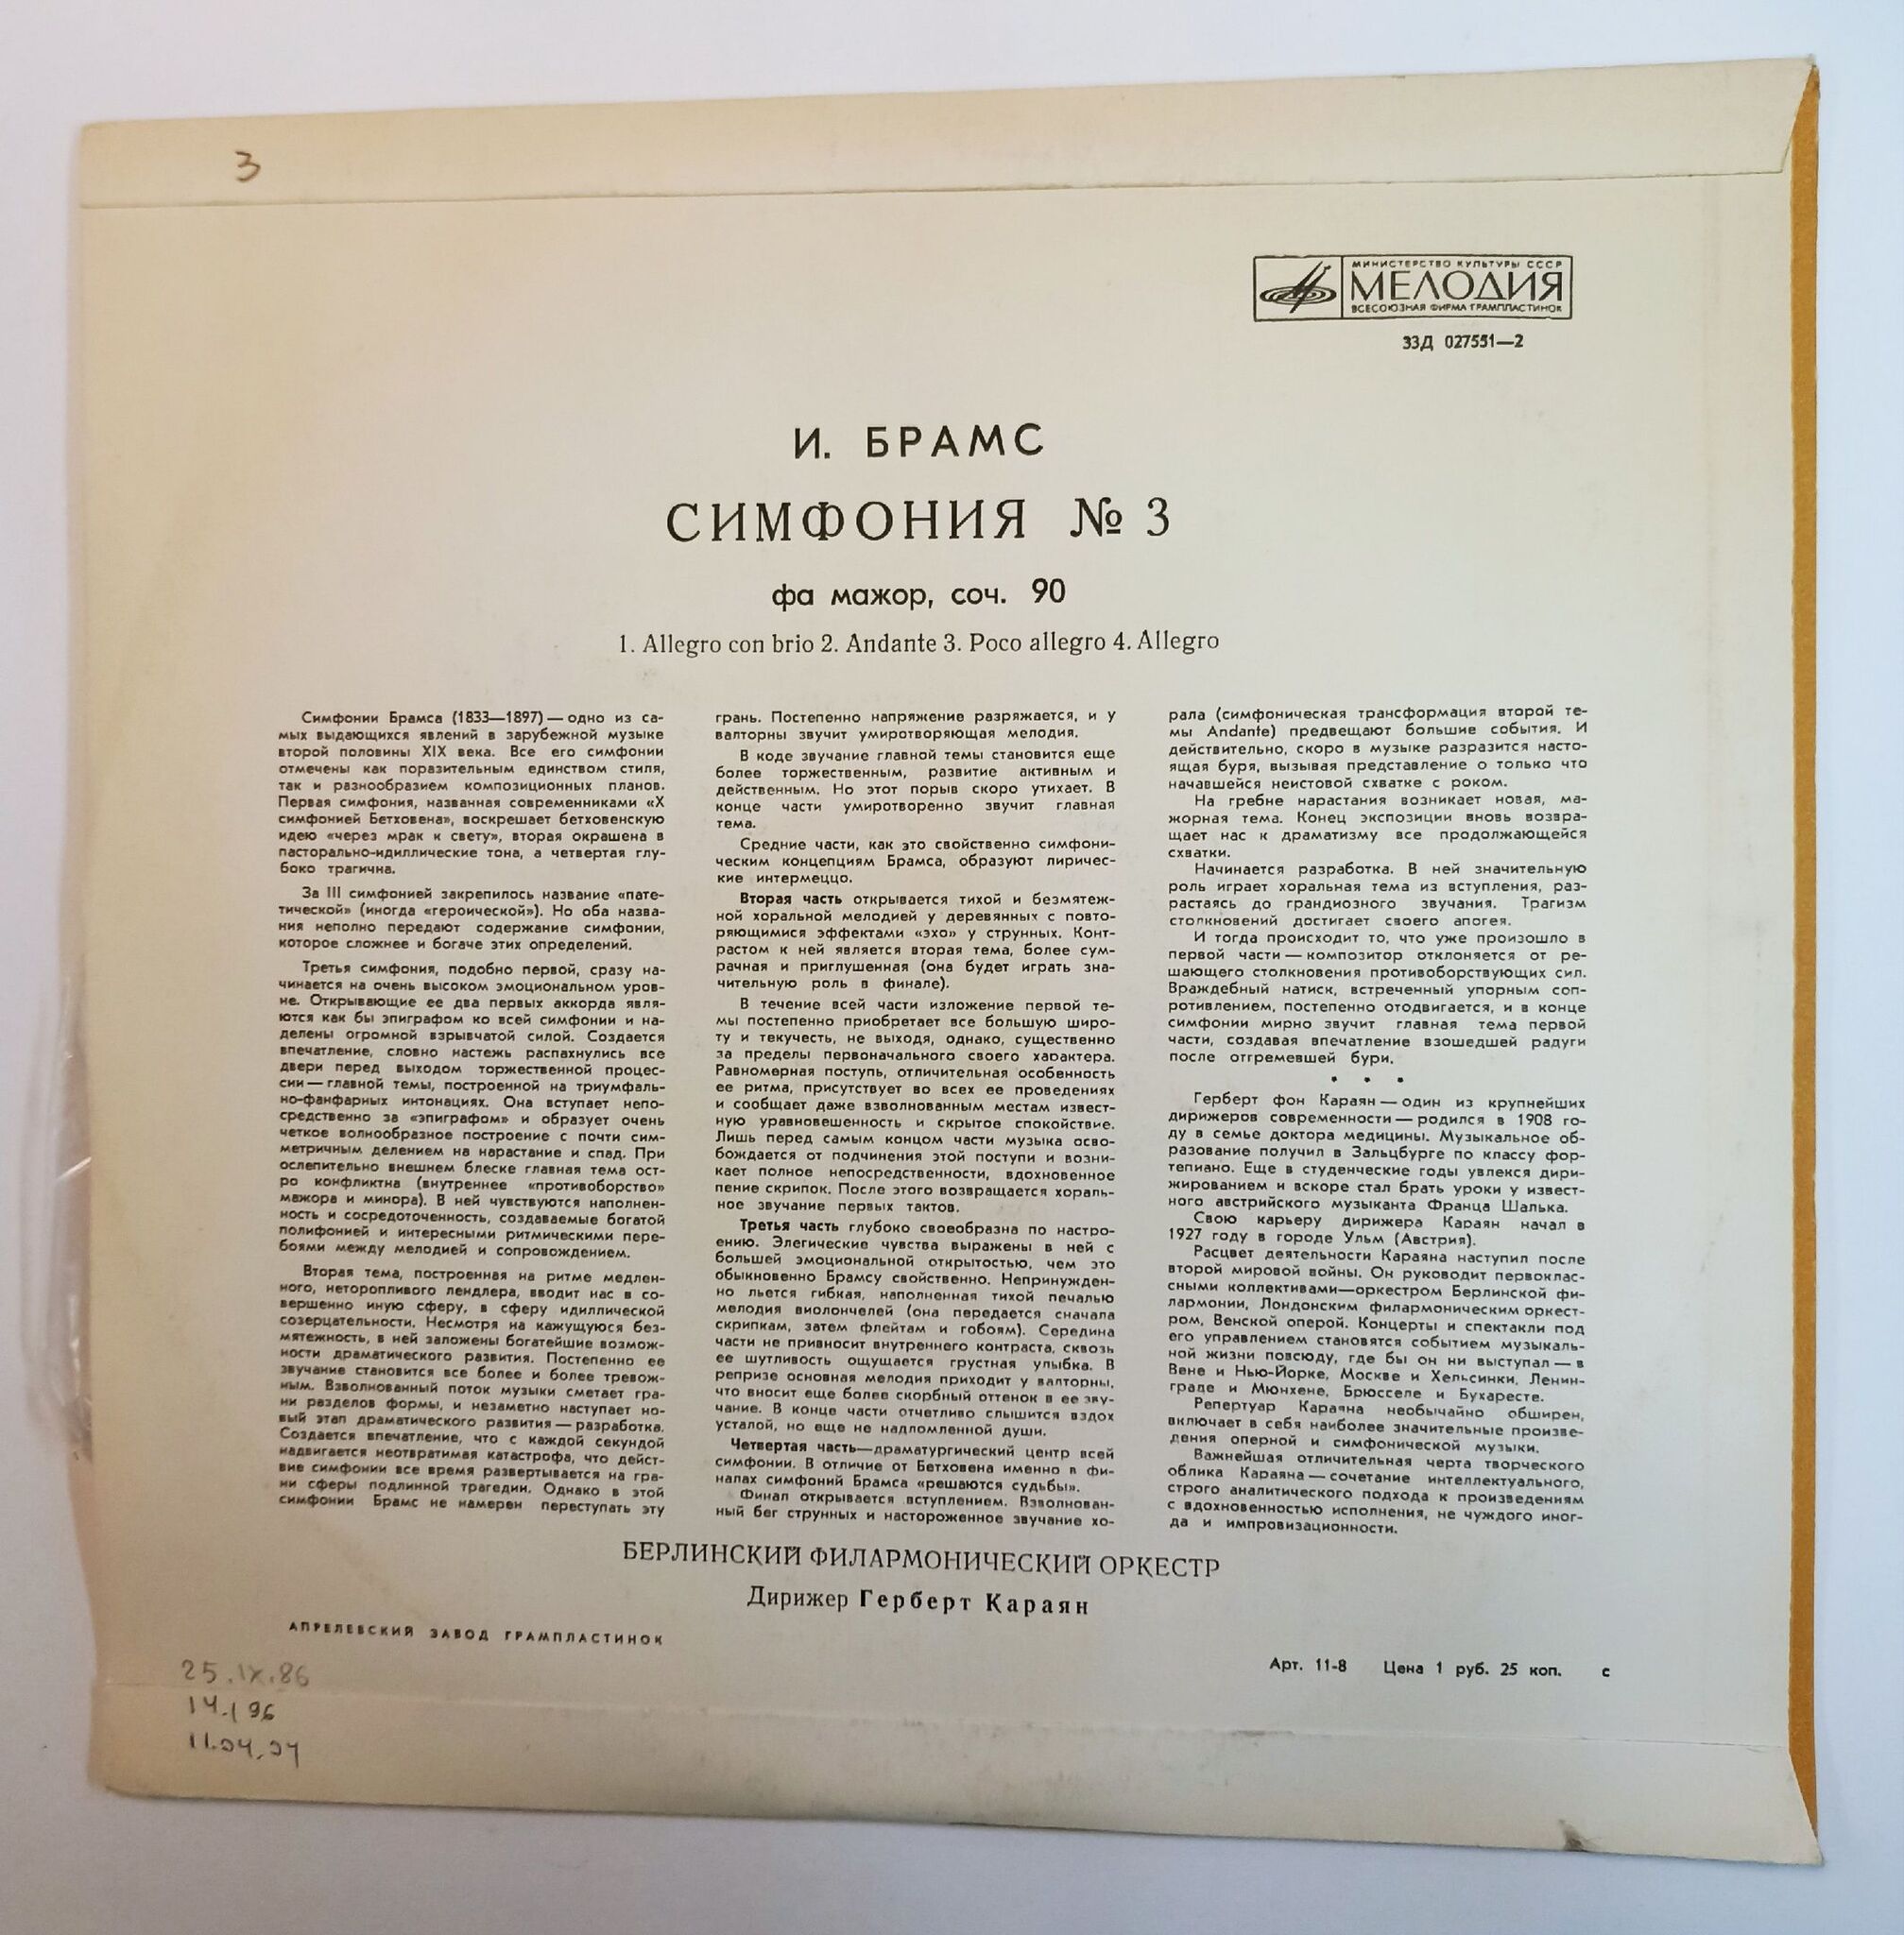 3
МИНИСТЕРСТВО КУЛЬТУРЫ СССР
МЕЛОДИЯ
ВСЕСОЮЗНАЯ ФИРМА ГРАМПЛАСТИНОК
33Д 027551—2
И. БРАМС
СИМФОНИЯ № 3
фа мажор, соч. 90
1. Allegro con brio 2. Andante 3. Poco allegro 4. Allegro
Симфонии Брамса (1833—1897) — одно из са-
мых выдающихся явлений в зарубежной музыке
второй половины XIX века. Все его симфонии
отмечены как поразительным единством стиля,
так и разнообразием композиционных планов.
Первая симфония, названная современниками «X
симфонией Бетховена», воскрешает бетховенскую
идею «через мрак к свету», вторая окрашена в
пасторально-идиллические тона, а четвертая глу-
боко трагична.
За III симфонией закрепилось название «пате-
тической» (иногда «героической»). Но оба назва-
ния неполно передают содержание симфонии,
которое сложнее и богаче этих определений.
Третья симфония, подобно первой, сразу на-
чинается на очень высоком эмоциональном уров-
не. Открывающие ее два первых аккорда явля-
ются как бы эпиграфом ко всей симфонии и на-
делены огромной взрывчатой силой. Создается
впечатление, словно настежь распахнулись все
двери перед выходом торжественной процес-
сии — главной темы, построенной на триумфаль-
но-фанфарных интонациях. Она вступает непо-
средственно за «эпиграфом» и образует очень
четкое волнообразное построение с почти сим-
метричным делением на нарастание и спад. При
ослепительно внешнем блеске главная тема ост-
ро конфликтна (внутреннее «противоборство»
мажора и минора). В ней чувствуются наполнен-
ность и сосредоточенность, создаваемые богатой
полифонией и интересными ритмическими пере-
боями между мелодией и сопровождением.
Вторая тема, построенная на ритме медлен-
ного, неторопливого лендлера, вводит нас в со-
вершенно иную сферу, в сферу идиллической
созерцательности. Несмотря на кажущуюся без-
мятежность, в ней заложены богатейшие возмож-
ности драматического развития. Постепенно ее
звучание становится все более и более тревож-
ным. Взволнованный поток музыки сметает гра-
ни разделов формы, и незаметно наступает но-
вый этап драматического развития — разработка.
Создается впечатление, что с каждой секундой
надвигается неотвратимая катастрофа, что дейст-
вие симфонии все время развертывается на гра-
ни сферы подлинной трагедии. Однако в этой
симфонии Брамс не намерен переступать эту
грань. Постепенно напряжение разряжается, и у
валторны звучит умиротворяющая мелодия.
В коде звучание главной темы становится еще
более торжественным, развитие активным и
действенным. Но этот порыв скоро утихает. В
конце части умиротворенно звучит главная
тема.
Средние части, как это свойственно симфони-
ческим концепциям Брамса, образуют лиричес-
кие интермеццо.
Вторая часть открывается тихой и безмятеж-
ной хоральной мелодией у деревянных с повто-
ряющимися эффектами «эхо» у струнных. Конт-
растом к ней является вторая тема, более сум-
рачная и приглушенная (она будет играть зна-
чительную роль в финале).
В течение всей части изложение первой те-
мы постепенно приобретает все большую широ-
ту и текучесть, не выходя, однако, существенно
за пределы первоначального своего характера.
Равномерная поступь, отличительная особенность
ее ритма, присутствует во всех ее проведениях
и сообщает даже взволнованным местам извест-
ную уравновешенность и скрытое спокойствие.
Лишь перед самым концом части музыка осво-
бождается от подчинения этой поступи и возни-
кает полное непосредственности, вдохновенное
пение скрипок. После этого возвращается хораль-
ное звучание первых тактов.
Третья часть глубоко своеобразна по настро-
ению. Элегические чувства выражены в ней с
большей эмоциональной открытостью, чем это
обыкновенно Брамсу свойственно. Непринужден-
но льется гибкая, наполненная тихой печалью
мелодия виолончелей (она передается сначала
скрипкам, затем флейтам и гобоям). Середина
части не привносит внутреннего контраста, сквозь
ее шутливость ощущается грустная улыбка. В
репризе основная мелодия приходит у валторны,
что вносит еще более скорбный оттенок в ее зву-
чание. В конце части отчетливо слышится вздох
усталой, но еще не надломленной души.
Четвертая часть—драматургический центр всей
симфонии. В отличие от Бетховена именно в фи-
налах симфоний Брамса «решаются судьбы».
Финал открывается вступлением. Взволнован-
ный бег струнных и настороженное звучание хо-
рала (симфоническая трансформация второй те-
мы Andante) предвещают большие события. И
действительно, скоро в музыке разразится насто-
ящая буря, вызывая представление о только что
начавшейся неистовой схватке с роком.
На гребне нарастания возникает новая, ма-
жорная тема. Конец экспозиции вновь возвра-
щает нас к драматизму все продолжающейся
схватки.
Начинается разработка. В ней значительную
роль играет хоральная тема из вступления, раз-
растаясь до грандиозного звучания. Трагизм
столкновений достигает своего апогея.
И тогда происходит то, что уже произошло в
первой части — композитор отклоняется от ре-
шающего столкновения противоборствующих сил.
Враждебный натиск, встреченный упорным соп-
ротивлением, постепенно отодвигается, и в конце
симфонии мирно звучит главная тема первой
части, создавая впечатление взошедшей радуги
после отгремевшей бури.
• • •
Герберт фон Караян — один из крупнейших
дирижеров современности — родился в 1908 го-
ду в семье доктора медицины. Музыкальное об-
разование получил в Зальцбурге по классу фор-
тепиано. Еще в студенческие годы увлекся дири-
жированием и вскоре стал брать уроки у извест-
ного австрийского музыканта Франца Шалька.
Свою карьеру дирижера Караян начал в
1927 году в городе Ульм (Австрия).
Расцвет деятельности Караяна наступил после
второй мировой войны. Он руководит первоклас-
сными коллективами—оркестром Берлинской фи-
лармонии, Лондонским филармоническим оркест-
ром, Венской оперой. Концерты и спектакли под
его управлением становятся событием музыкаль-
ной жизни повсюду, где бы он ни выступал — в
Вене и Нью-Йорке, Москве и Хельсинки, Ленин-
граде и Мюнхене, Брюсселе и Бухаресте.
Репертуар Караяна необычайно обширен,
включает в себя наиболее значительные произве-
дения оперной и симфонической музыки.
Важнейшая отличительная черта творческого
облика Караяна — сочетание интеллектуального,
строго аналитического подхода к произведениям
с вдохновенностью исполнения, не чуждого иног-
да и импровизационности.
БЕРЛИНСКИЙ ФИЛАРМОНИЧЕСКИЙ ОРКЕСТР
Дирижер Герберт Караян
АПРЕЛЕВСКИЙ ЗАВОД ГРАМПЛАСТИНОК
Арт. 11-8 Цена 1 руб. 25 коп. с
25.IX.86
14.I 96
11.04.04